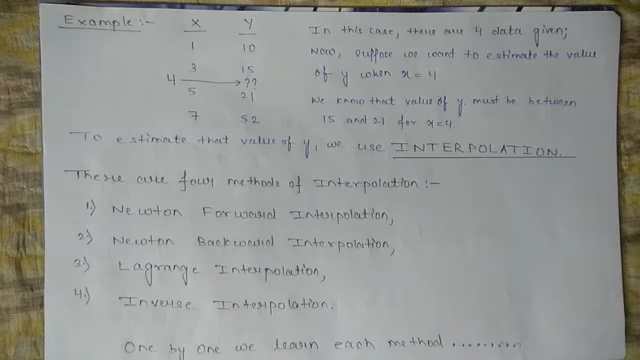 Example:- X Y
1 10
3 15
4 → ??
5 21
7 52
In this case, there are 4 data given;
Now, suppose we want to estimate the value
of y when x = 4
We know that value of y must be between
15 and 21 for x=4.
To estimate that value of y, we use INTERPOLATION.
There are four methods of Interpolation:-
1.) Newton Forward Interpolation,
2.) Newton Backward Interpolation,
3.) Lagrange Interpolation,
4.) Inverse Interpolation.
One by one we learn each method..........